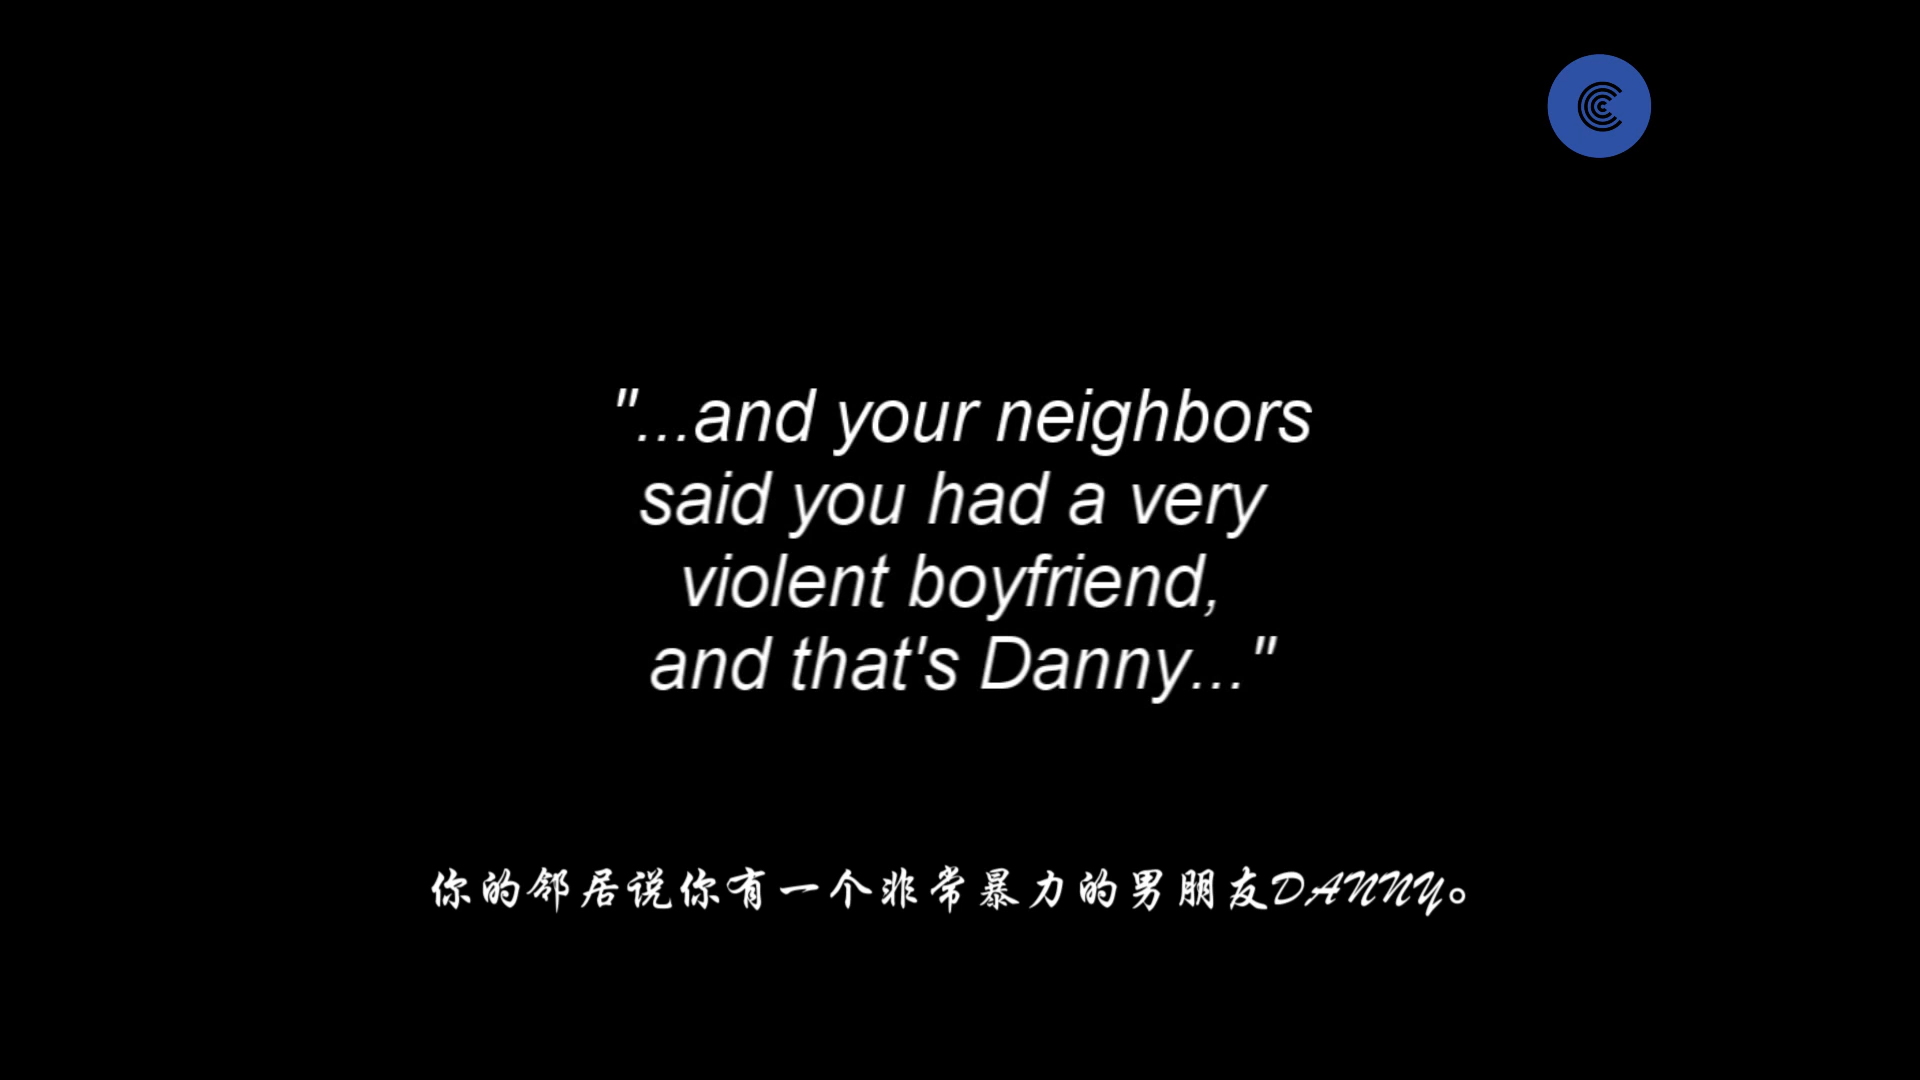 "...and your neighbors
said you had a very
violent boyfriend,
and that's Danny..."
你的邻居说你有一个非常暴力的男朋友DANNY。